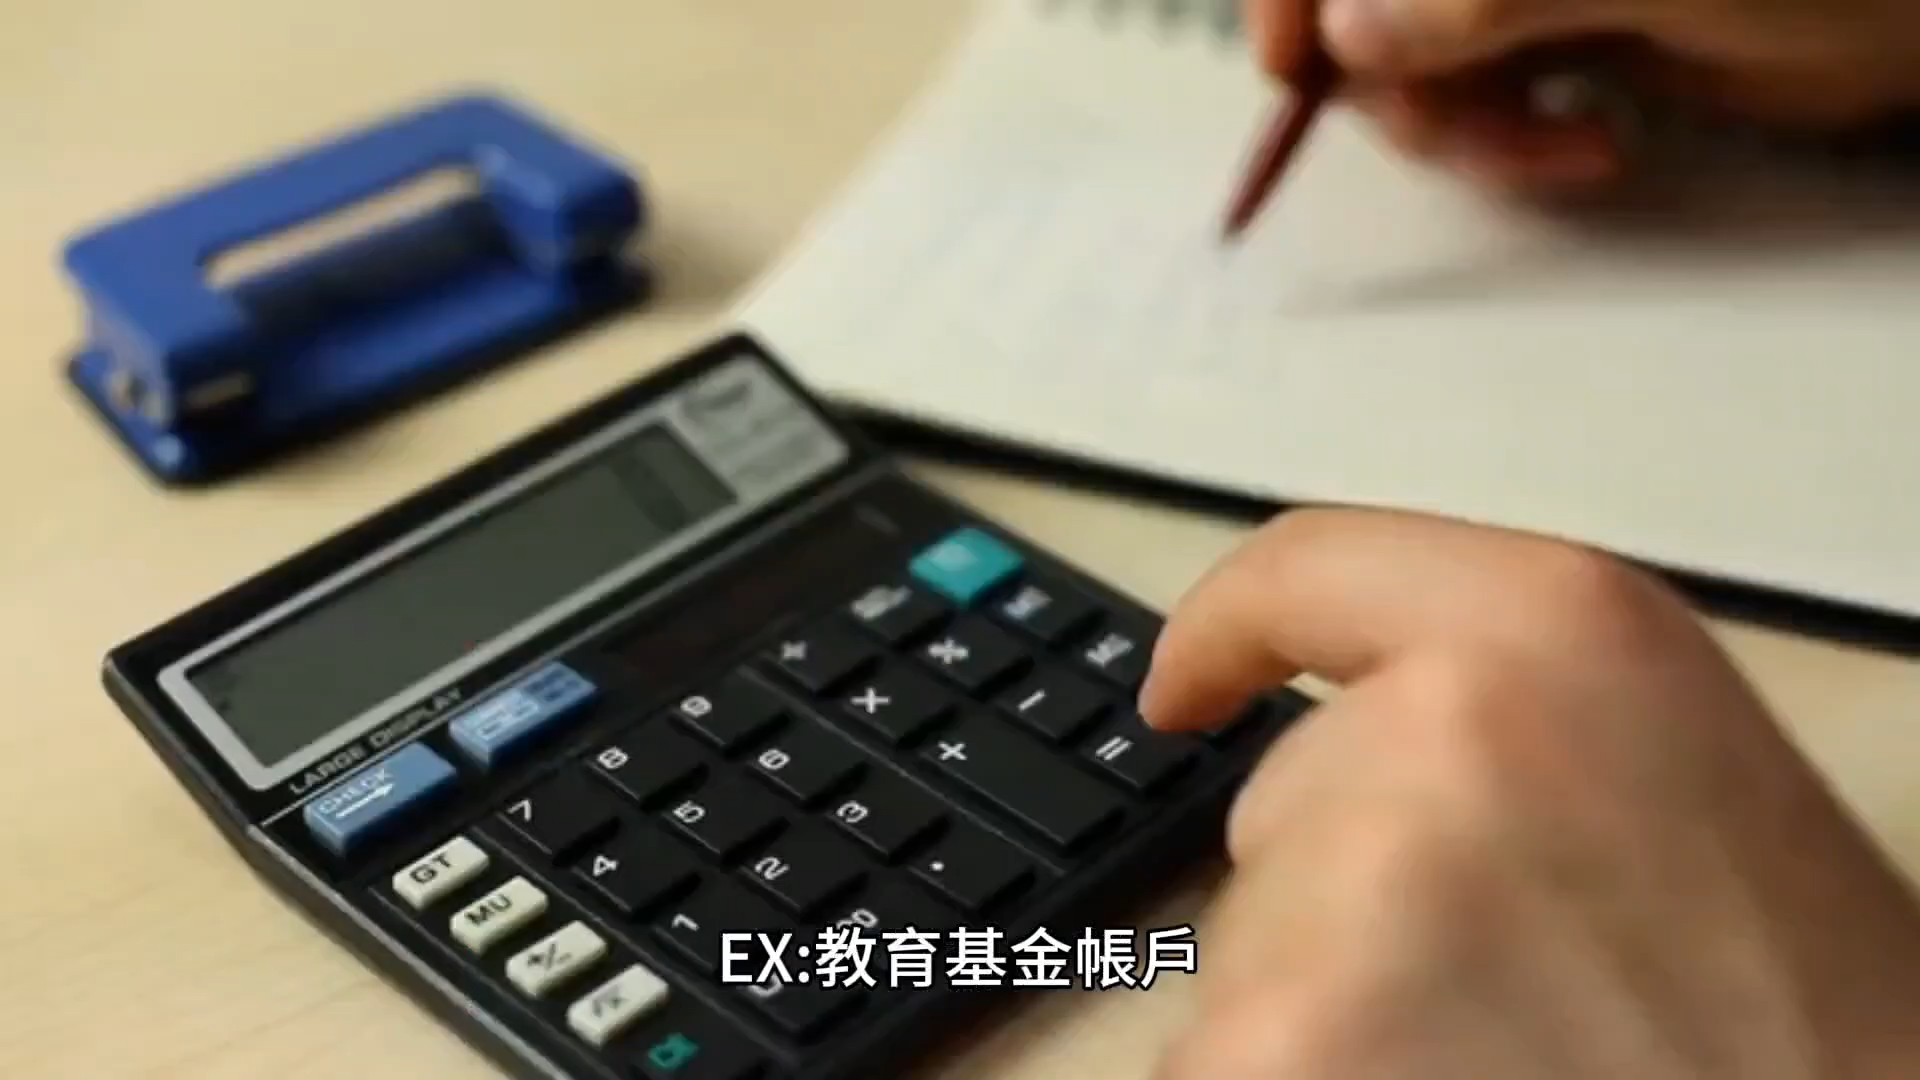 LARGE DISPLAY
CHECK
GT
MU
+/-
√x
÷
%
M-
9
×
−
8
6
+
=
7
5
3
4
2
.
1
EX:教育基金帳戶